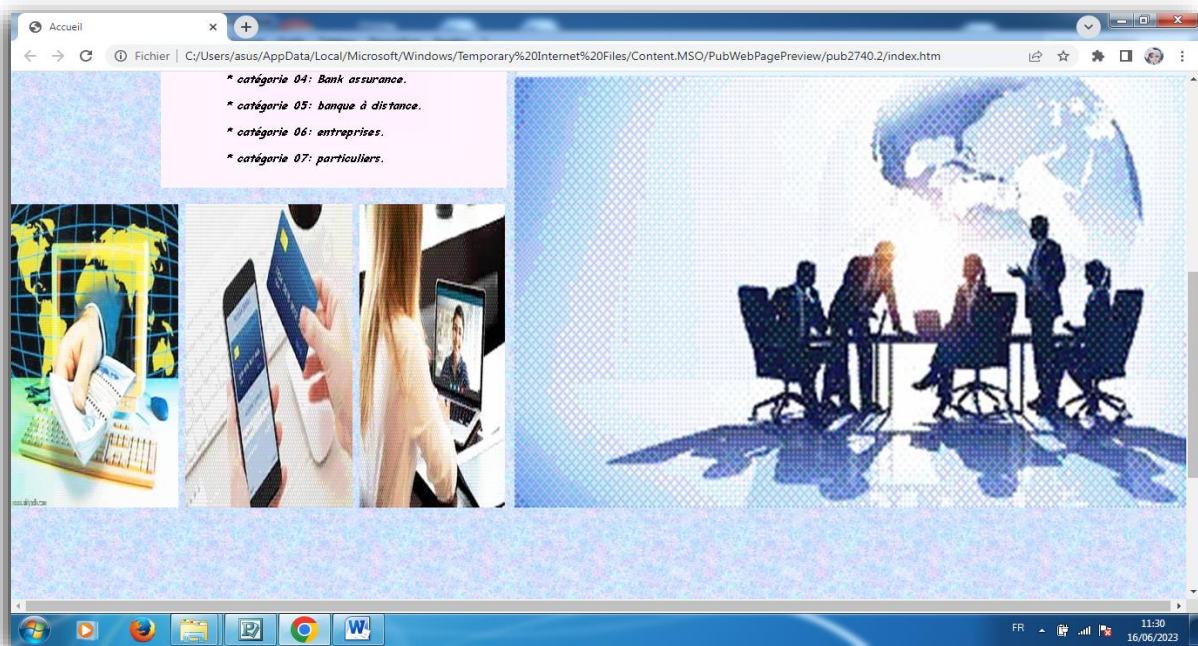 Accueil
Fichier | C:/Users/asus/AppData/Local/Microsoft/Windows/Temporary%20Internet%20Files/Content.MSO/PubWebPagePreview/pub2740.2/index.htm
* catégorie 04: Bank assurance.
* catégorie 05: banque à distance.
* catégorie 06: entreprises.
* catégorie 07: particuliers.
FR
11:30
16/06/2023